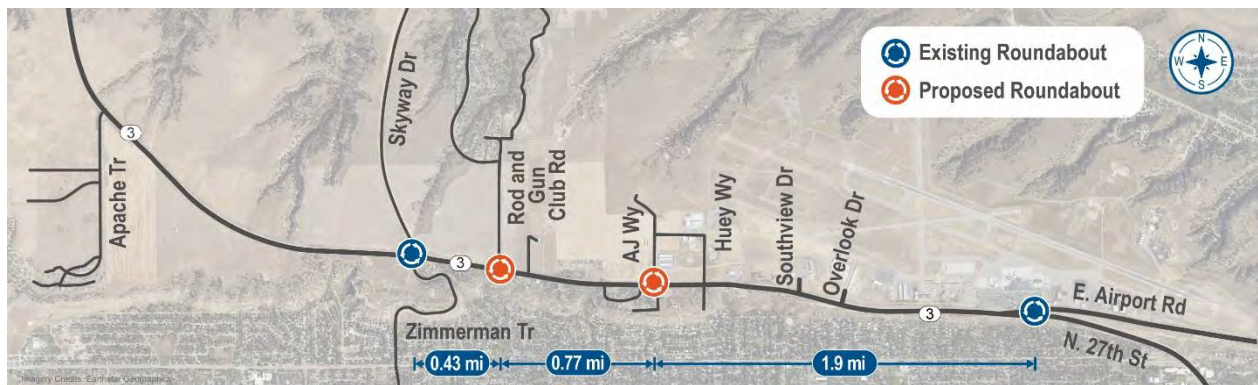 Existing Roundabout
Proposed Roundabout
N
W E
S
3
Apache Tr
Skyway Dr
Rod and
Gun
Club Rd
3
AJ Wy
Huey Wy
Southview Dr
Overlook Dr
3
E. Airport Rd
N. 27th St
Zimmerman Tr
0.43 mi
0.77 mi
1.9 mi
Imagery Credits: Earthstar Geographics